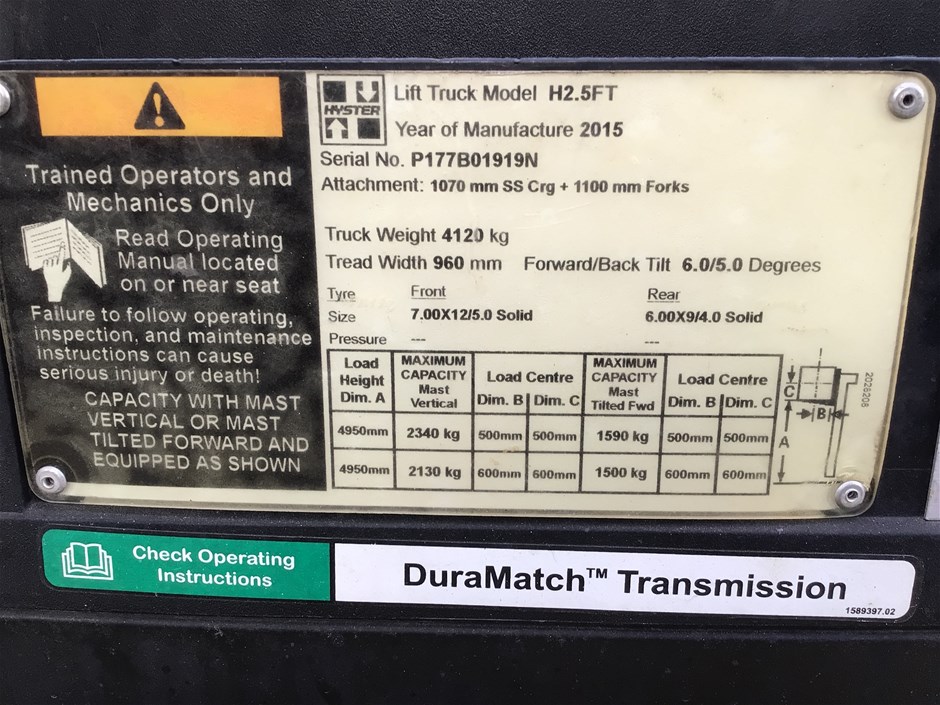 Trained Operators and
Mechanics Only
Read Operating
Manual located
on or near seat
Failure to follow operating,
inspection, and maintenance
instructions can cause
serious injury or death!
CAPACITY WITH MAST
VERTICAL OR MAST
TILTED FORWARD AND
EQUIPPED AS SHOWN
HYSTER
Lift Truck Model H2.5FT
Year of Manufacture 2015
Serial No. P177B01919N
Attachment: 1070 mm SS Crg + 1100 mm Forks
Truck Weight 4120 kg
Tread Width 960 mm Forward/Back Tilt 6.0/5.0 Degrees
Tyre Front Rear
Size 7.00X12/5.0 Solid 6.00X9/4.0 Solid
Pressure --- ---
Load Height Dim. A MAXIMUM CAPACITY Mast Vertical Load Centre Dim. B Dim. C MAXIMUM CAPACITY Mast Tilted Fwd Load Centre Dim. B Dim. C
4950mm 2340 kg 500mm 500mm 1590 kg 500mm 500mm
4950mm 2130 kg 600mm 600mm 1500 kg 600mm 600mm
C
B
A
2028208
Check Operating
Instructions
DuraMatch™ Transmission
1589397.02